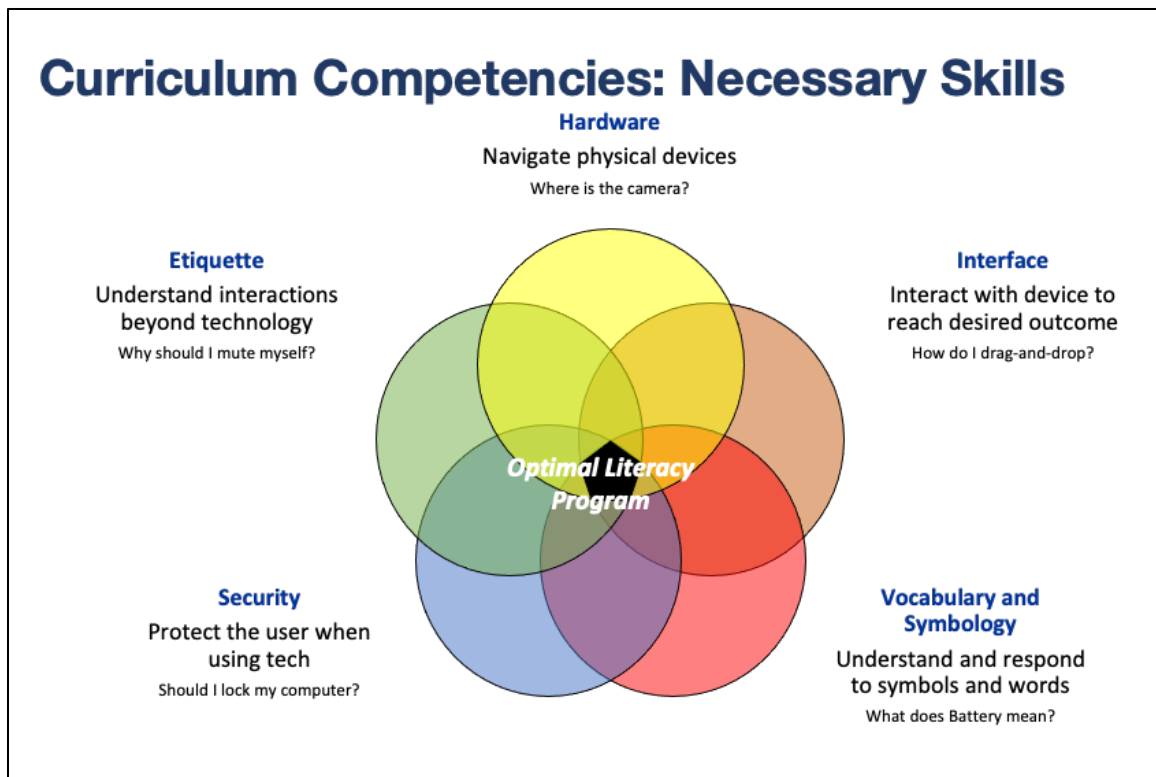 Curriculum Competencies: Necessary Skills
Hardware
Navigate physical devices
Where is the camera?
Etiquette
Understand interactions
beyond technology
Why should I mute myself?
Interface
Interact with device to
reach desired outcome
How do I drag-and-drop?
Optimal Literacy
Program
Security
Protect the user when
using tech
Should I lock my computer?
Vocabulary and
Symbology
Understand and respond
to symbols and words
What does Battery mean?